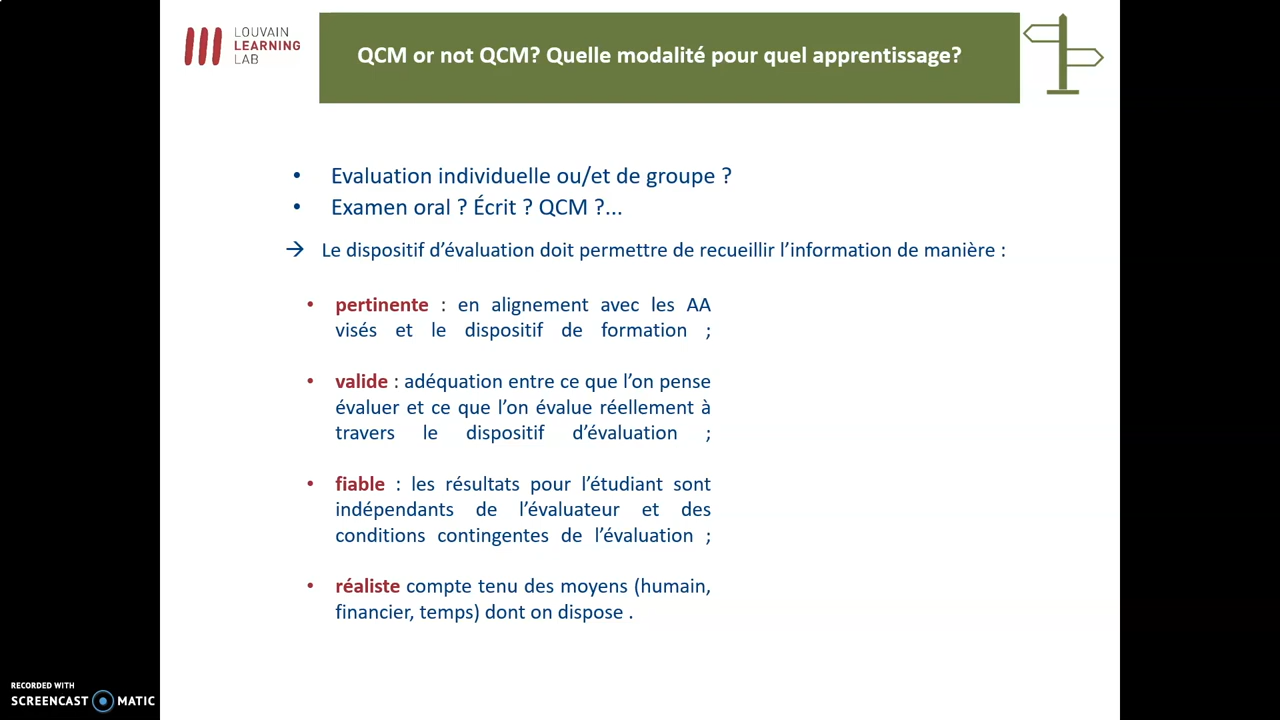 LOUVAIN
LEARNING
LAB
QCM or not QCM? Quelle modalité pour quel apprentissage?
• Evaluation individuelle ou/et de groupe ?
• Examen oral ? Écrit ? QCM ?...
→ Le dispositif d’évaluation doit permettre de recueillir l’information de manière :
• pertinente : en alignement avec les AA
visés et le dispositif de formation ;
• valide : adéquation entre ce que l’on pense
évaluer et ce que l’on évalue réellement à
travers le dispositif d’évaluation ;
• fiable : les résultats pour l’étudiant sont
indépendants de l’évaluateur et des
conditions contingentes de l’évaluation ;
• réaliste compte tenu des moyens (humain,
financier, temps) dont on dispose .
RECORDED WITH
SCREENCAST MATIC